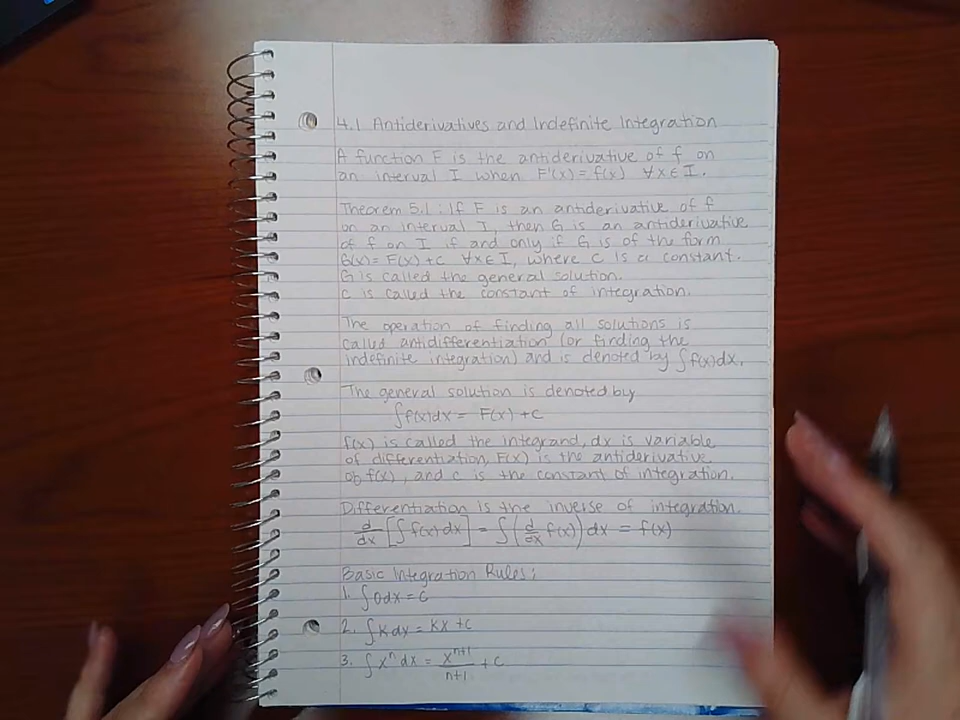 4.1 Antiderivatives and Indefinite Integration
A function F is the antiderivative of f on
an interval I when F'(x) = f(x) ∀x∈I.
Theorem 5.1: If F is an antiderivative of f
on an interval I, then G is an antiderivative
of f on I if and only if G is of the form
G(x) = F(x) + C ∀x∈I, where C is a constant.
G is called the general solution.
C is called the constant of integration.
The operation of finding all solutions is
called antidifferentiation (or finding the
indefinite integration) and is denoted by ∫f(x)dx.
The general solution is denoted by
∫f(x)dx = F(x) + C
f(x) is called the integrand, dx is variable
of differentiation, F(x) is the antiderivative
of f(x), and C is the constant of integration.
Differentiation is the inverse of integration.
d/dx [∫f(x)dx] = ∫(d/dx f(x)) dx = f(x)
Basic Integration Rules:
1. ∫0dx = C
2. ∫Kdx = Kx + C
3. ∫xⁿdx = xⁿ⁺¹/n+1 + C